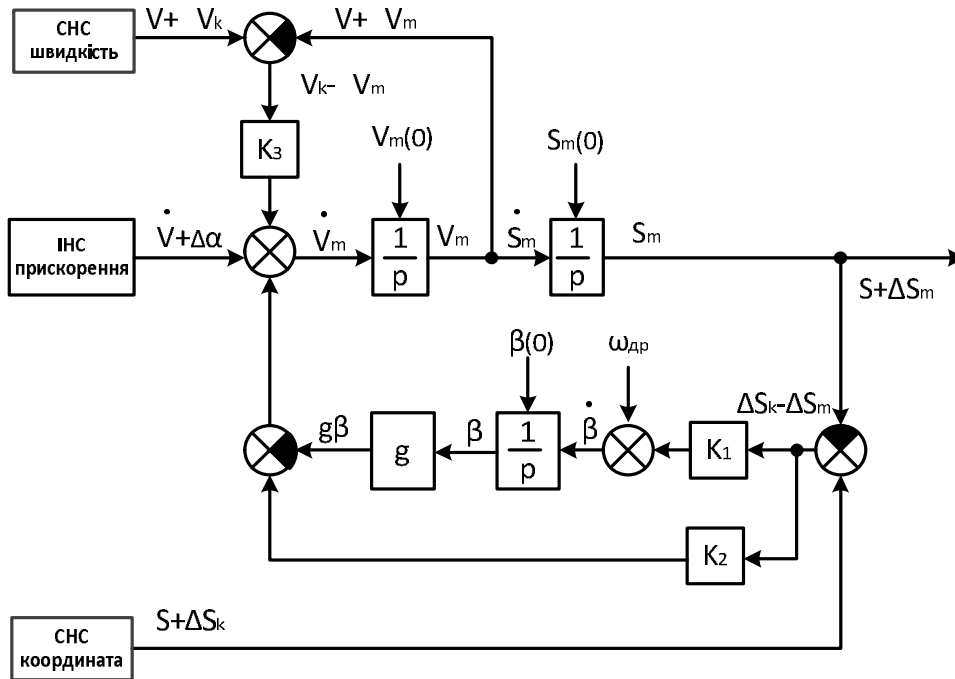 СНС
швидкість
V+ Vk
V+ Vm
Vk- Vm
K3
Vm(0)
Sm(0)
ІНС
прискорення
V̇+Δα
V̇m
1
p
Vm
Ṡm
1
p
Sm
S+ΔSm
β(0)
ωдр
ΔSk-ΔSm
gβ
g
β
1
p
β̇
K1
K2
СНС
координата
S+ΔSk